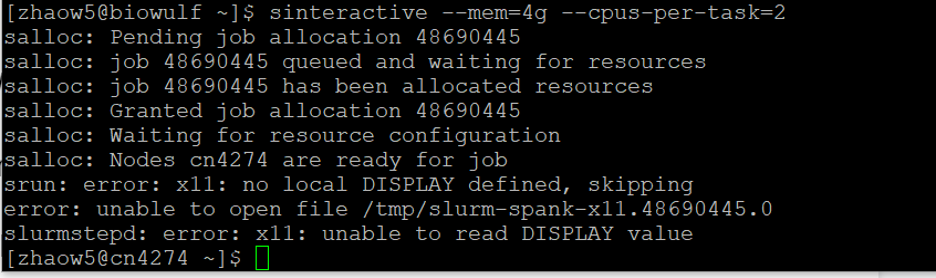 [zhaow5@biowulf ~]$ sinteractive --mem=4g --cpus-per-task=2
salloc: Pending job allocation 48690445
salloc: job 48690445 queued and waiting for resources
salloc: job 48690445 has been allocated resources
salloc: Granted job allocation 48690445
salloc: Waiting for resource configuration
salloc: Nodes cn4274 are ready for job
srun: error: x11: no local DISPLAY defined, skipping
error: unable to open file /tmp/slurm-spank-x11.48690445.0
slurmstepd: error: x11: unable to read DISPLAY value
[zhaow5@cn4274 ~]$